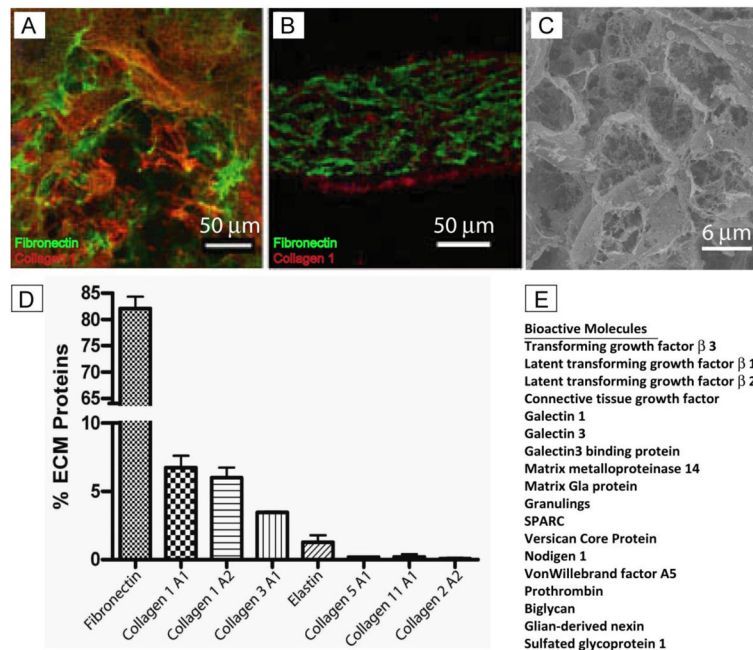 A
Fibronectin
Collagen 1
50 μm
B
Fibronectin
Collagen 1
50 μm
C
6 μm
D
% ECM Proteins
85
80
75
70
65
10
5
0
Fibronectin
Collagen 1 A1
Collagen 1 A2
Collagen 3 A1
Elastin
Collagen 5 A1
Collagen 11 A1
Collagen 2 A2
E
Bioactive Molecules
Transforming growth factor β 3
Latent transforming growth factor β 1
Latent transforming growth factor β 2
Connective tissue growth factor
Galectin 1
Galectin 3
Galectin3 binding protein
Matrix metalloproteinase 14
Matrix Gla protein
Granulings
SPARC
Versican Core Protein
Nodigen 1
VonWillebrand factor A5
Prothrombin
Biglycan
Glian-derived nexin
Sulfated glycoprotein 1